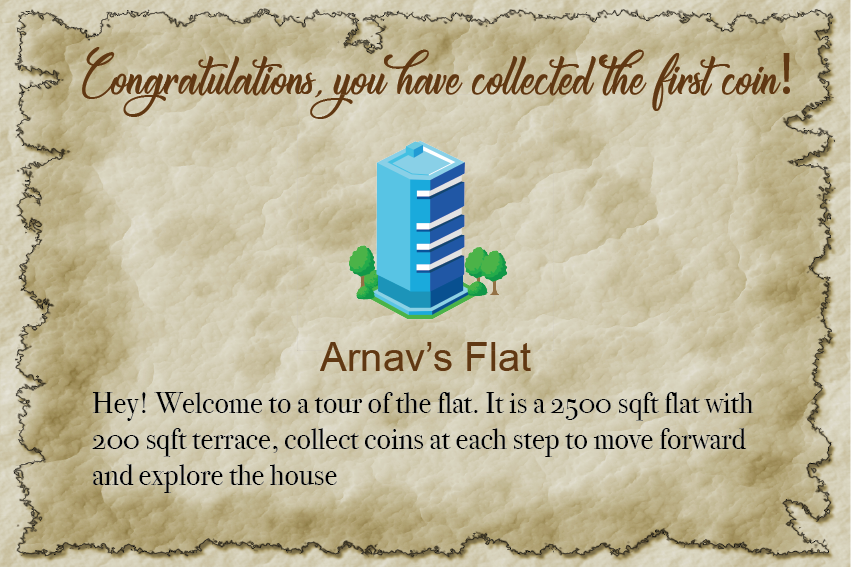 Congratulations, you have collected the first coin!
Arnav’s Flat
Hey! Welcome to a tour of the flat. It is a 2500 sqft flat with
200 sqft terrace, collect coins at each step to move forward
and explore the house